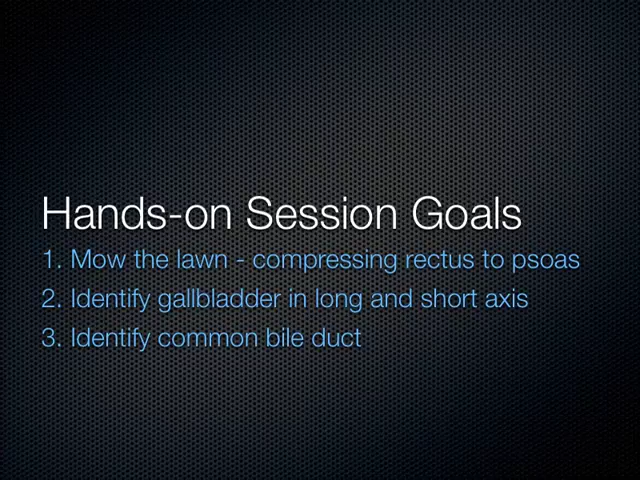 Hands-on Session Goals
1. Mow the lawn - compressing rectus to psoas
2. Identify gallbladder in long and short axis
3. Identify common bile duct